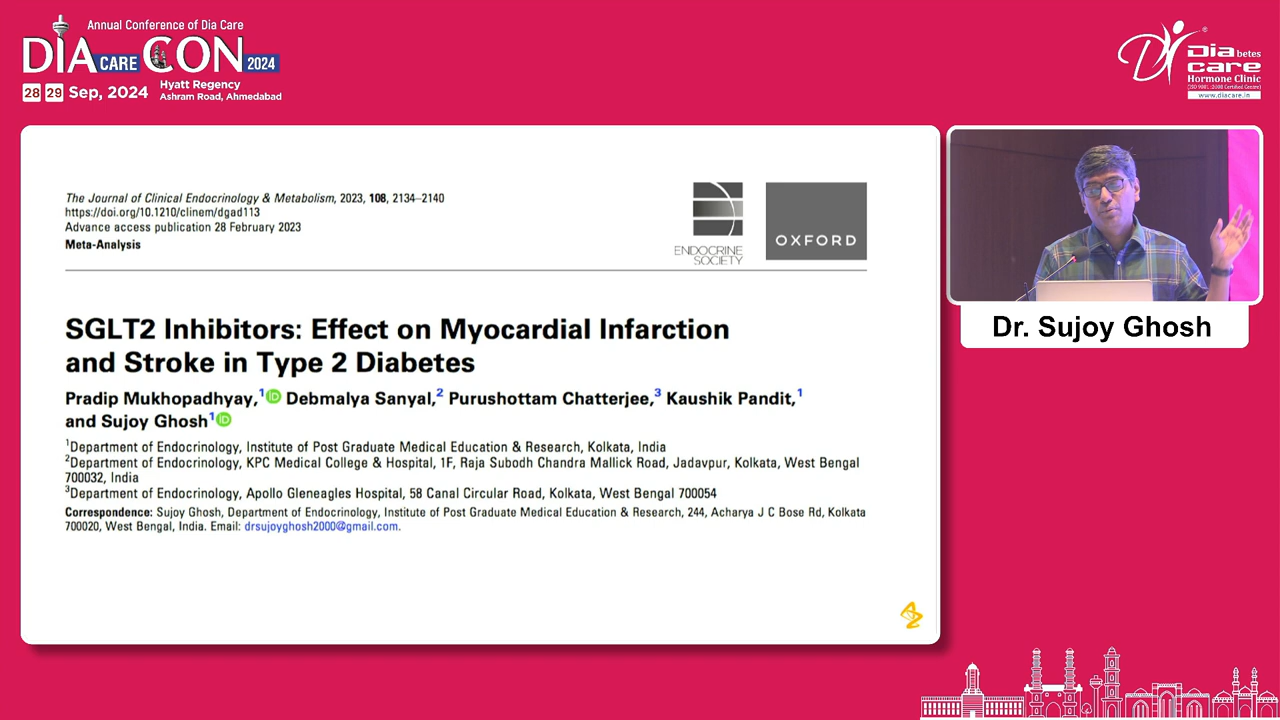 Annual Conference of Dia Care
DIA CARE CON 2024
28 29 Sep, 2024
Hyatt Regency
Ashram Road, Ahmedabad
Diabetes
care
Hormone Clinic
(ISO 9001:2008 Certified Centre)
www.diacare.in
The Journal of Clinical Endocrinology & Metabolism, 2023, 108, 2134–2140
https://doi.org/10.1210/clinem/dgad113
Advance access publication 28 February 2023
Meta-Analysis
ENDOCRINE
SOCIETY
OXFORD
SGLT2 Inhibitors: Effect on Myocardial Infarction
and Stroke in Type 2 Diabetes
Pradip Mukhopadhyay,1 iD Debmalya Sanyal,2 Purushottam Chatterjee,3 Kaushik Pandit,1
and Sujoy Ghosh1 iD
1Department of Endocrinology, Institute of Post Graduate Medical Education & Research, Kolkata, India
2Department of Endocrinology, KPC Medical College & Hospital, 1F, Raja Subodh Chandra Mallick Road, Jadavpur, Kolkata, West Bengal
700032, India
3Department of Endocrinology, Apollo Gleneagles Hospital, 58 Canal Circular Road, Kolkata, West Bengal 700054
Correspondence: Sujoy Ghosh, Department of Endocrinology, Institute of Post Graduate Medical Education & Research, 244, Acharya J C Bose Rd, Kolkata
700020, West Bengal, India. Email: drsujoyghosh2000@gmail.com.
Dr. Sujoy Ghosh